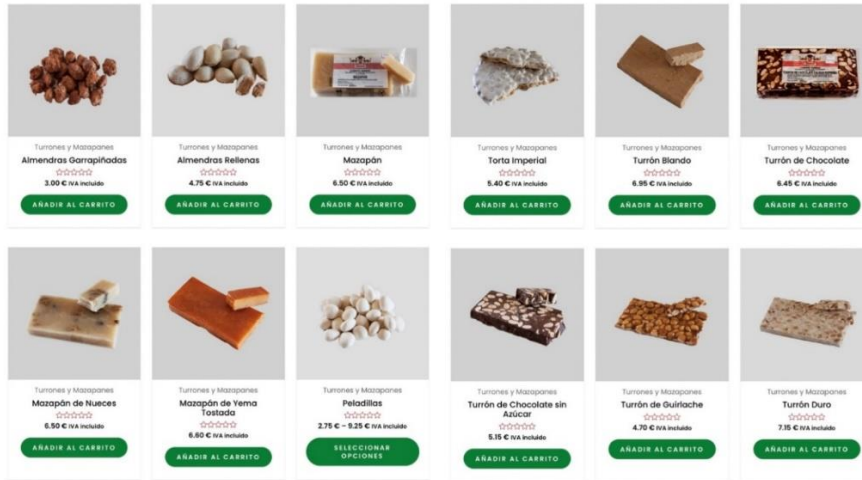 Turrones y Mazapanes
Almendras Garrapiñadas
3.00 € IVA incluido
AÑADIR AL CARRITO
Turrones y Mazapanes
Almendras Rellenas
4.75 € IVA incluido
AÑADIR AL CARRITO
Turrones y Mazapanes
Mazapán
6.50 € IVA incluido
AÑADIR AL CARRITO
Turrones y Mazapanes
Torta Imperial
5.40 € IVA incluido
AÑADIR AL CARRITO
Turrones y Mazapanes
Turrón Blando
6.95 € IVA incluido
AÑADIR AL CARRITO
Turrones y Mazapanes
Turrón de Chocolate
6.45 € IVA incluido
AÑADIR AL CARRITO
Turrones y Mazapanes
Mazapán de Nueces
6.50 € IVA incluido
AÑADIR AL CARRITO
Turrones y Mazapanes
Mazapán de Yema
Tostada
6.60 € IVA incluido
AÑADIR AL CARRITO
Turrones y Mazapanes
Peladillas
2.75 € – 9.25 € IVA incluido
SELECCIONAR
OPCIONES
Turrones y Mazapanes
Turrón de Chocolate sin
Azúcar
5.15 € IVA incluido
AÑADIR AL CARRITO
Turrones y Mazapanes
Turrón de Guirlache
4.70 € IVA incluido
AÑADIR AL CARRITO
Turrones y Mazapanes
Turrón Duro
7.15 € IVA incluido
AÑADIR AL CARRITO